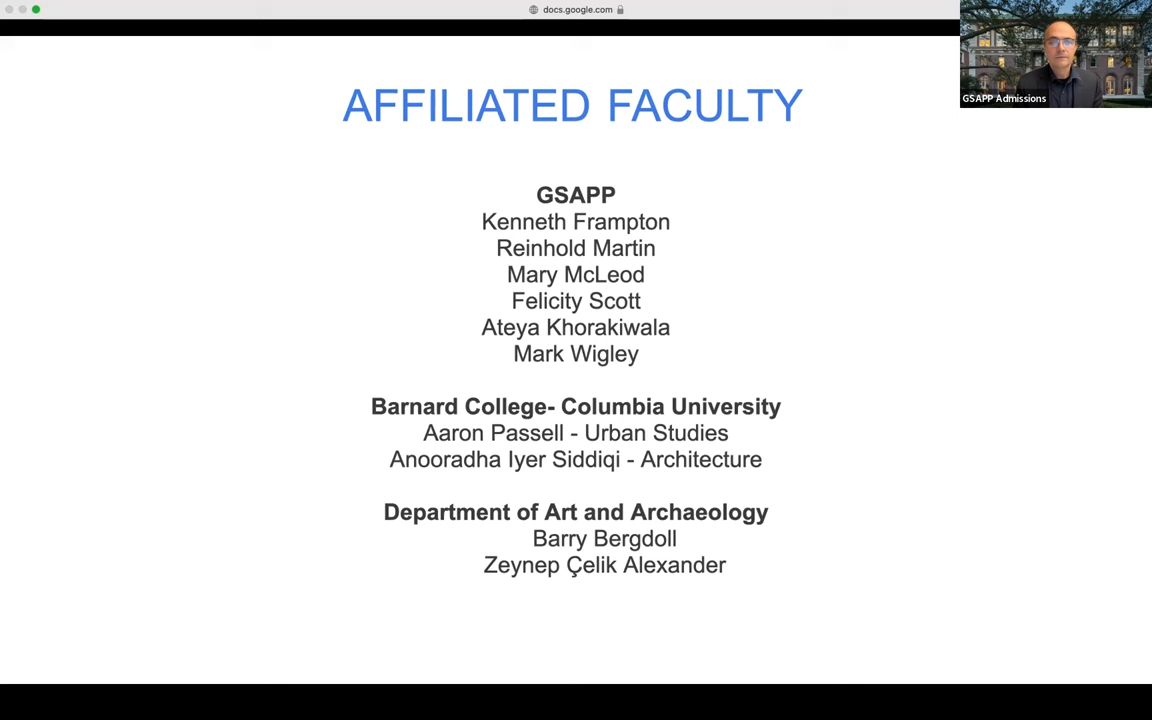 docs.google.com
GSAPP Admissions
AFFILIATED FACULTY
GSAPP
Kenneth Frampton
Reinhold Martin
Mary McLeod
Felicity Scott
Ateya Khorakiwala
Mark Wigley
Barnard College- Columbia University
Aaron Passell - Urban Studies
Anooradha Iyer Siddiqi - Architecture
Department of Art and Archaeology
Barry Bergdoll
Zeynep Çelik Alexander